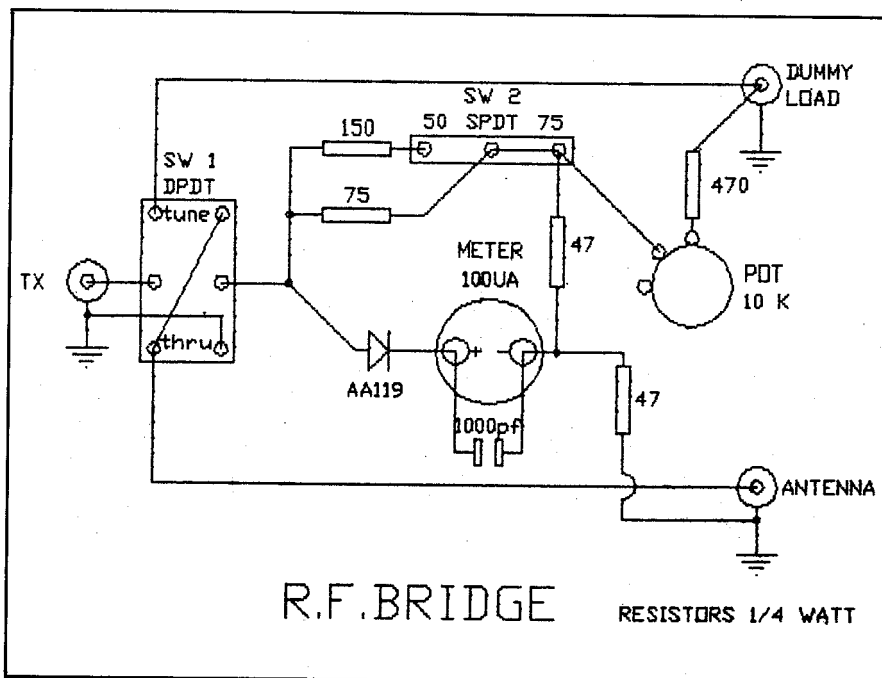 DUMMY
LOAD
SW 2
50 SPDT 75
150
SW 1
DPDT
470
75
tune
47
METER
100UA
TX
POT
10 K
thru
+ -
AA119
47
1000pf
ANTENNA
R.F.BRIDGE
RESISTORS 1/4 WATT